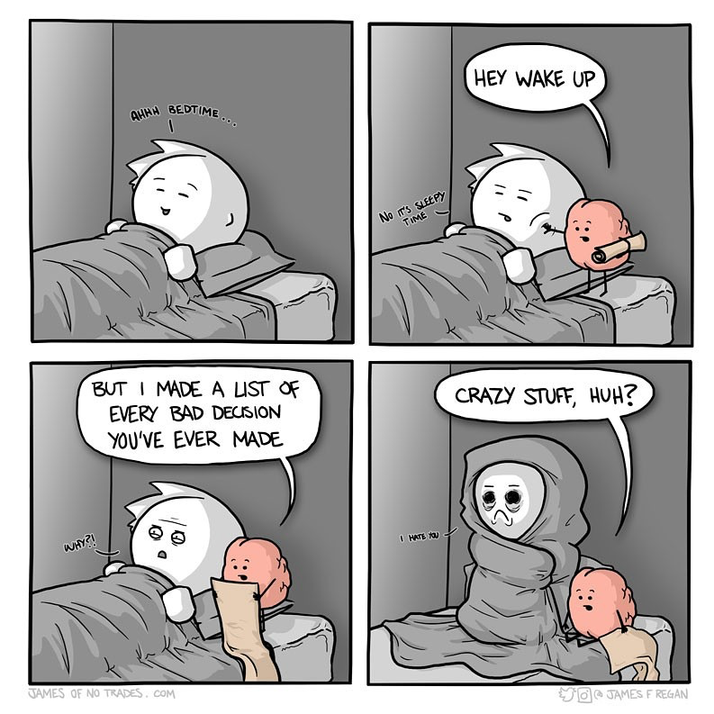 AHHH BEDTIME...
HEY WAKE UP
NO IT'S SLEEPY
TIME
BUT I MADE A LIST OF
EVERY BAD DECISION
YOU'VE EVER MADE
WHY?!
CRAZY STUFF, HUH?
I HATE YOU
JAMES OF NO TRADES. COM
@ JAMES F REGAN